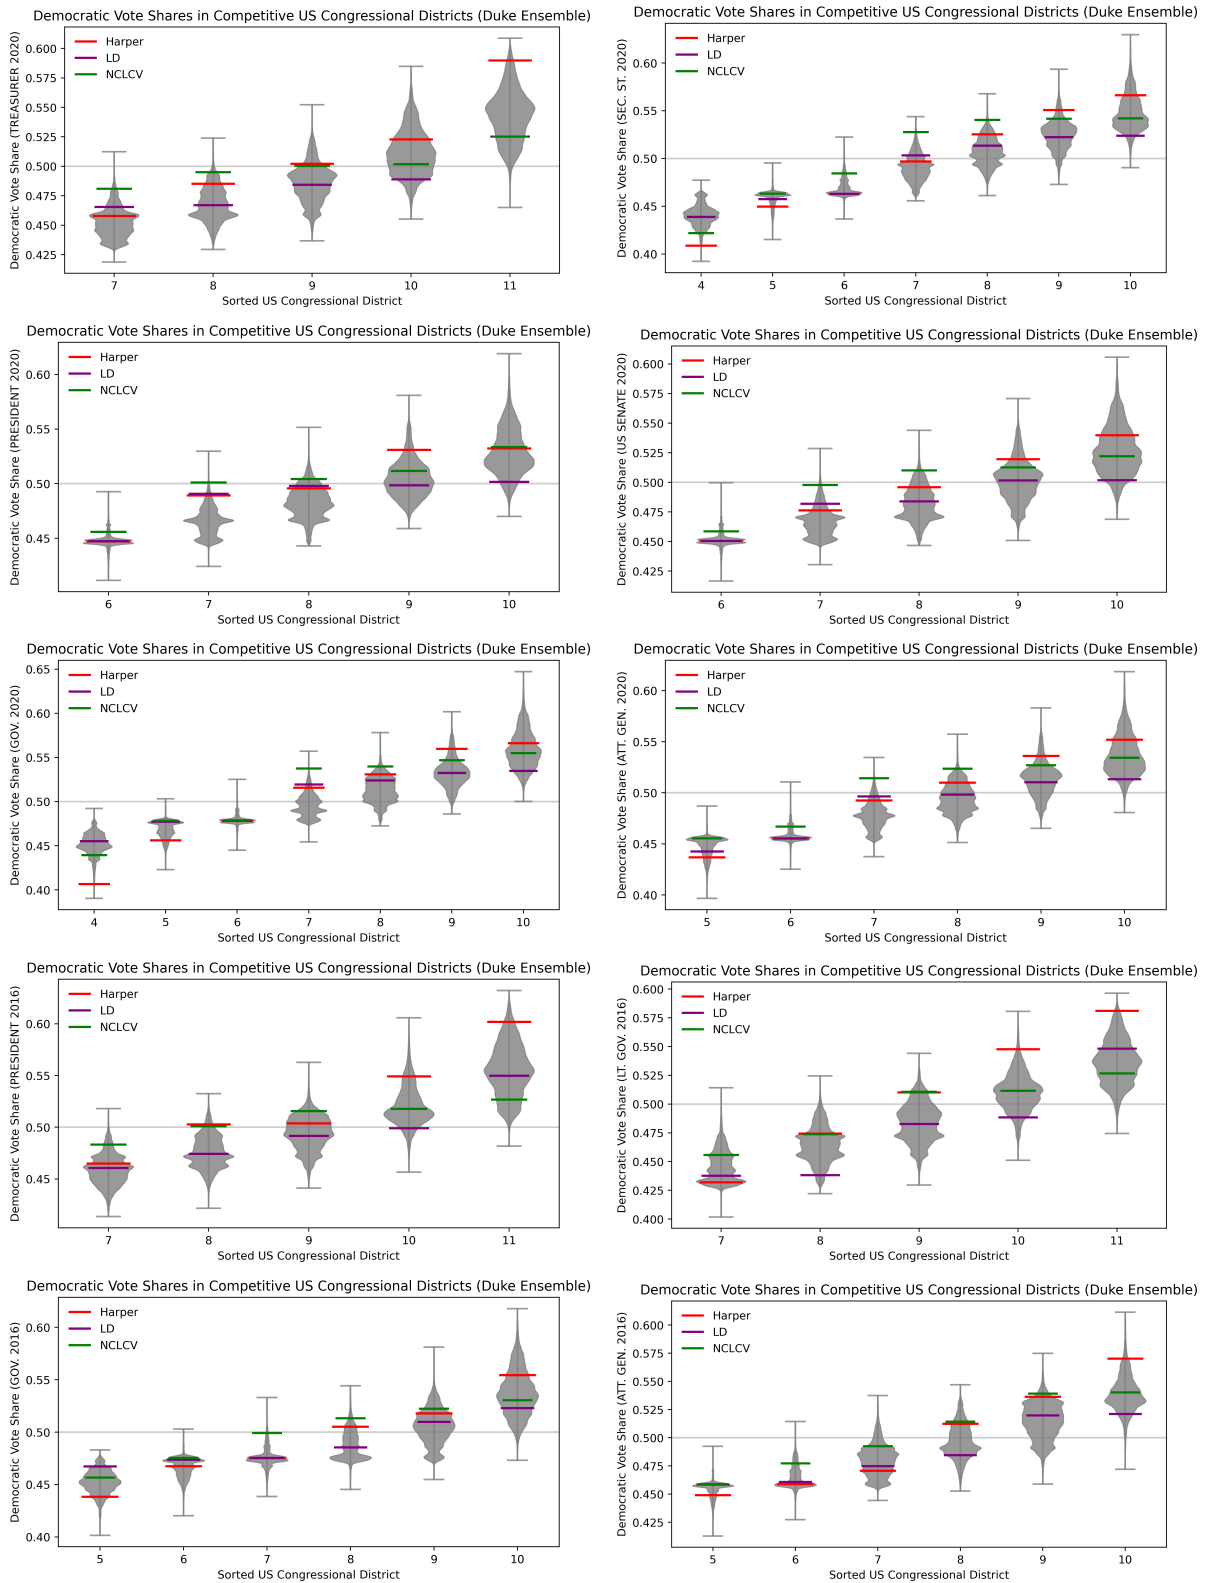 Democratic Vote Shares in Competitive US Congressional Districts (Duke Ensemble)
Democratic Vote Share (TREASURER 2020)
0.600
0.575
0.550
0.525
0.500
0.475
0.450
0.425
Harper
LD
NCLCV
7 8 9 10 11
Sorted US Congressional District
Democratic Vote Shares in Competitive US Congressional Districts (Duke Ensemble)
Democratic Vote Share (SEC. ST. 2020)
0.60
0.55
0.50
0.45
0.40
Harper
LD
NCLCV
4 5 6 7 8 9 10
Sorted US Congressional District
Democratic Vote Shares in Competitive US Congressional Districts (Duke Ensemble)
Democratic Vote Share (PRESIDENT 2020)
0.60
0.55
0.50
0.45
Harper
LD
NCLCV
6 7 8 9 10
Sorted US Congressional District
Democratic Vote Shares in Competitive US Congressional Districts (Duke Ensemble)
Democratic Vote Share (US SENATE 2020)
0.600
0.575
0.550
0.525
0.500
0.475
0.450
0.425
Harper
LD
NCLCV
6 7 8 9 10
Sorted US Congressional District
Democratic Vote Shares in Competitive US Congressional Districts (Duke Ensemble)
Democratic Vote Share (GOV. 2020)
0.65
0.60
0.55
0.50
0.45
0.40
Harper
LD
NCLCV
4 5 6 7 8 9 10
Sorted US Congressional District
Democratic Vote Shares in Competitive US Congressional Districts (Duke Ensemble)
Democratic Vote Share (ATT. GEN. 2020)
0.60
0.55
0.50
0.45
0.40
Harper
LD
NCLCV
5 6 7 8 9 10
Sorted US Congressional District
Democratic Vote Shares in Competitive US Congressional Districts (Duke Ensemble)
Democratic Vote Share (PRESIDENT 2016)
0.60
0.55
0.50
0.45
Harper
LD
NCLCV
7 8 9 10 11
Sorted US Congressional District
Democratic Vote Shares in Competitive US Congressional Districts (Duke Ensemble)
Democratic Vote Share (LT. GOV. 2016)
0.600
0.575
0.550
0.525
0.500
0.475
0.450
0.425
0.400
Harper
LD
NCLCV
7 8 9 10 11
Sorted US Congressional District
Democratic Vote Shares in Competitive US Congressional Districts (Duke Ensemble)
Democratic Vote Share (GOV. 2016)
0.60
0.55
0.50
0.45
0.40
Harper
LD
NCLCV
5 6 7 8 9 10
Sorted US Congressional District
Democratic Vote Shares in Competitive US Congressional Districts (Duke Ensemble)
Democratic Vote Share (ATT. GEN. 2016)
0.600
0.575
0.550
0.525
0.500
0.475
0.450
0.425
Harper
LD
NCLCV
5 6 7 8 9 10
Sorted US Congressional District